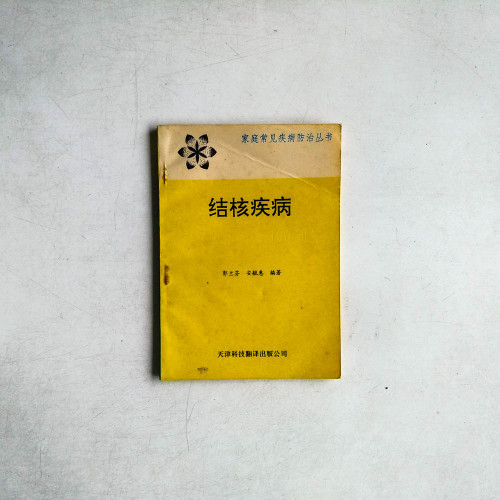 家庭常见疾病防治丛书
结核疾病
编著
天津科技翻译出版公司